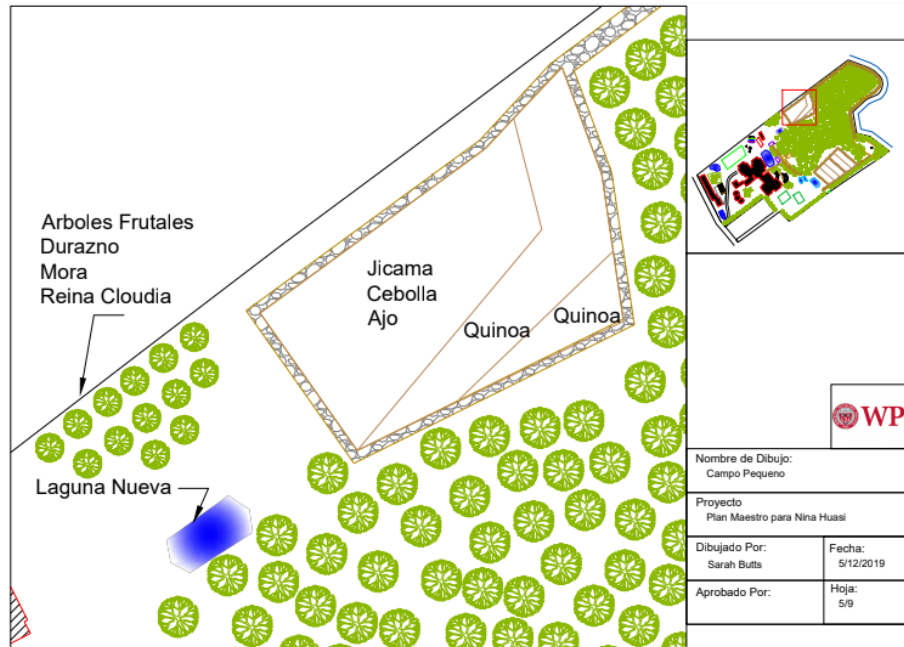 Arboles Frutales
Durazno
Mora
Reina Cloudia
Jicama
Cebolla
Ajo
Quinoa
Quinoa
Laguna Nueva
WP
Nombre de Dibujo:
Campo Pequeno
Proyecto
Plan Maestro para Nina Huasi
Dibujado Por:
Sarah Butts
Fecha:
5/12/2019
Aprobado Por:
Hoja:
5/9